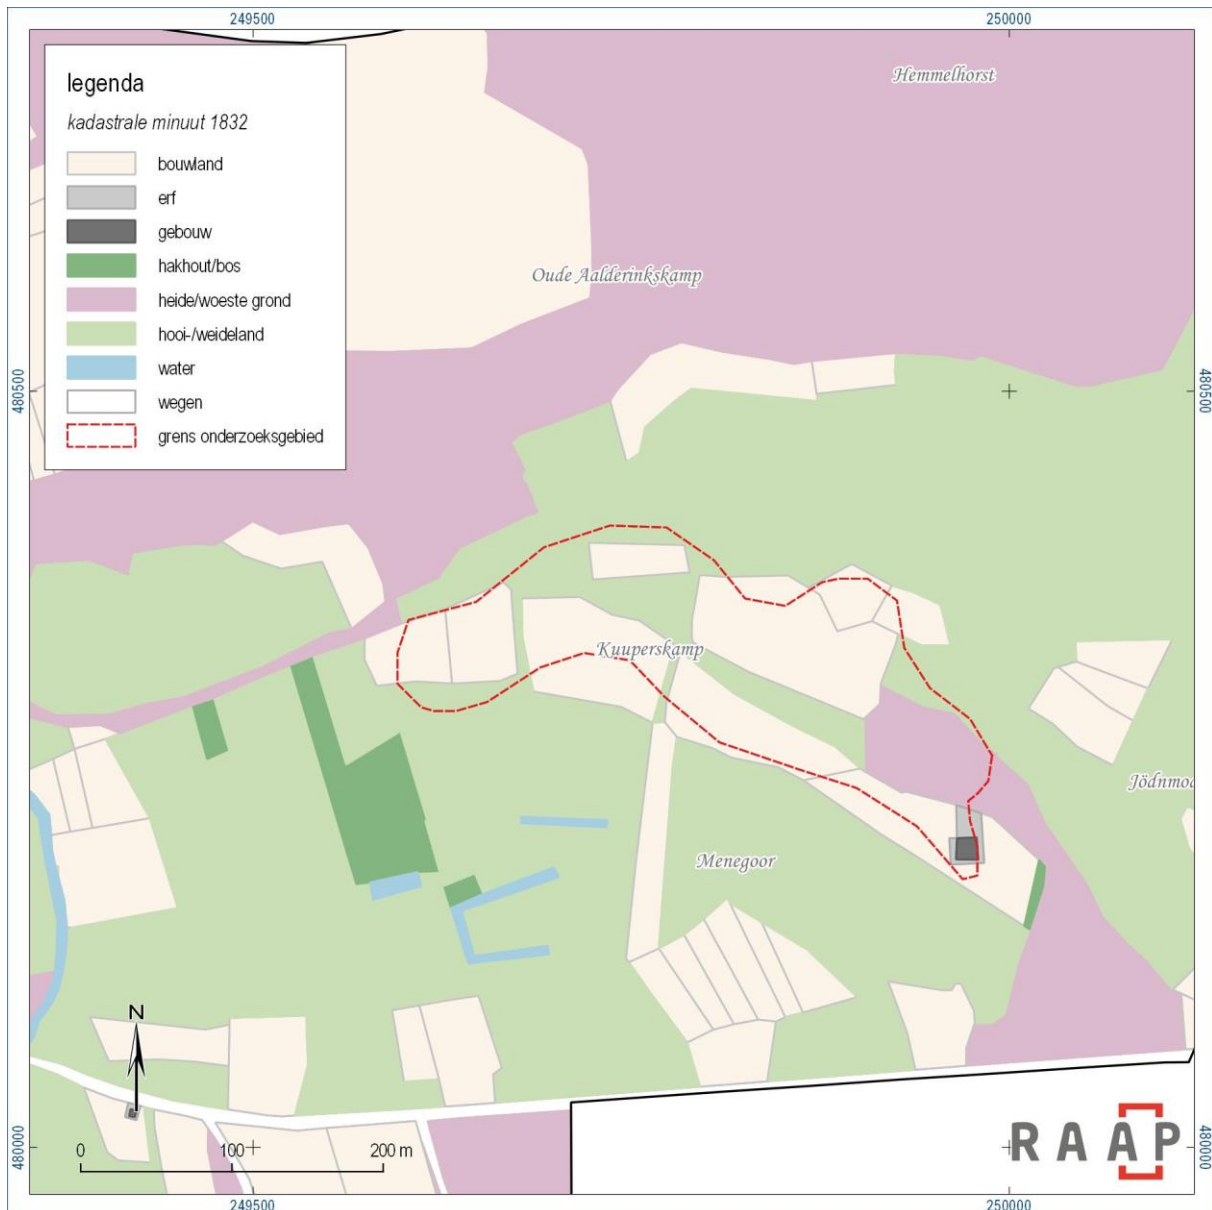 249500
250000
legenda
kadastrale minuut 1832
bouwland
erf
gebouw
hakhout/bos
heide/woeste grond
hooi-/weideland
water
wegen
grens onderzoeksgebied
Hemmelhorst
Oude Aalderinkskamp
480500
480500
Kuuperskamp
Jödnmoo
Menegoor
N
0 100 200 m
RAAP
480000
480000
249500
250000